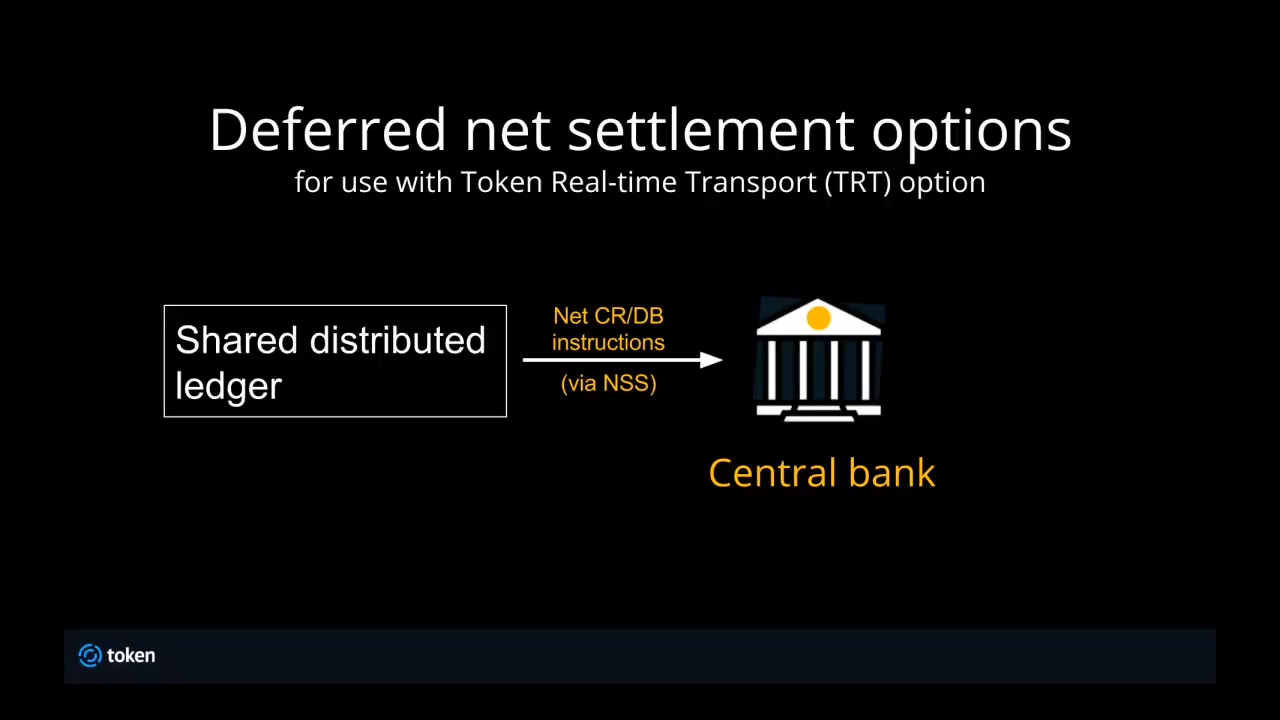 Deferred net settlement options
for use with Token Real-time Transport (TRT) option
Shared distributed
ledger
Net CR/DB
instructions
(via NSS)
Central bank
token